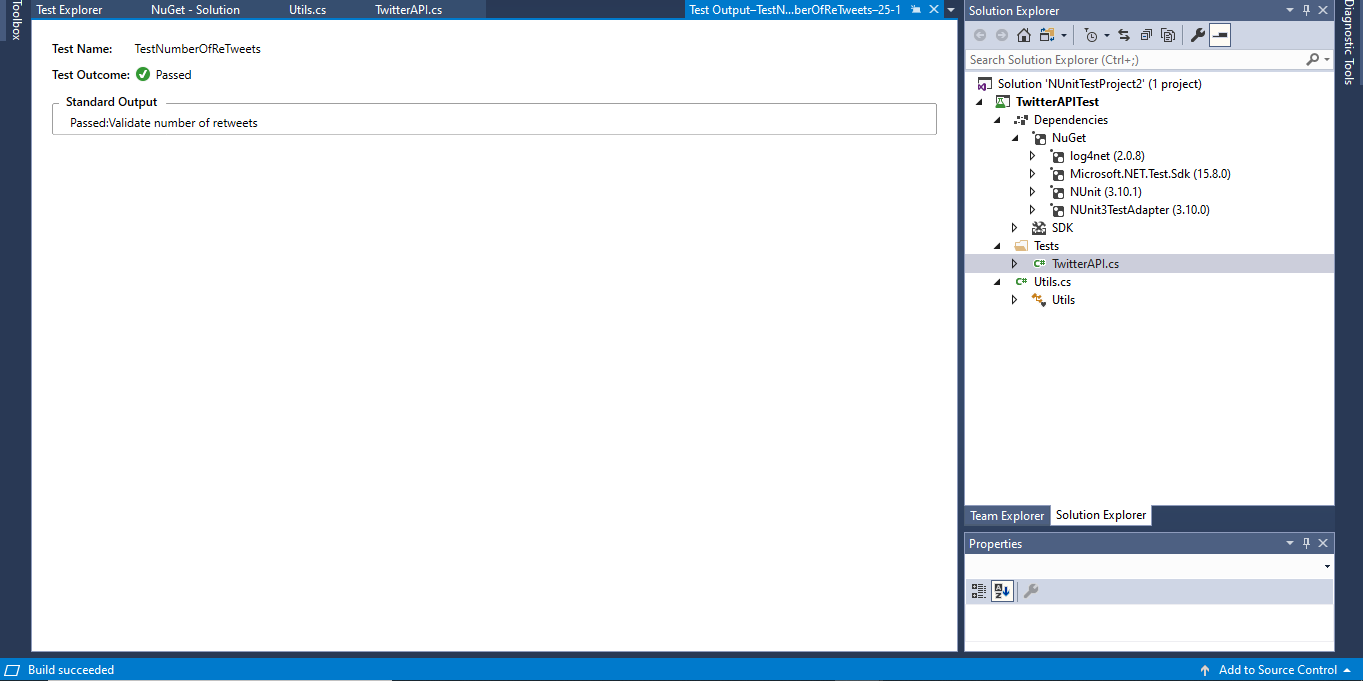 Toolbox
Test Explorer
NuGet - Solution
Utils.cs
TwitterAPI.cs
Test Output–TestN...berOfReTweets–25-1
Test Name: TestNumberOfReTweets
Test Outcome: Passed
Standard Output
Passed:Validate number of retweets
Solution Explorer
Search Solution Explorer (Ctrl+;)
Solution 'NUnitTestProject2' (1 project)
TwitterAPITest
Dependencies
NuGet
log4net (2.0.8)
Microsoft.NET.Test.Sdk (15.8.0)
NUnit (3.10.1)
NUnit3TestAdapter (3.10.0)
SDK
Tests
C# TwitterAPI.cs
C# Utils.cs
Utils
Team Explorer
Solution Explorer
Properties
Diagnostic Tools
Build succeeded
Add to Source Control